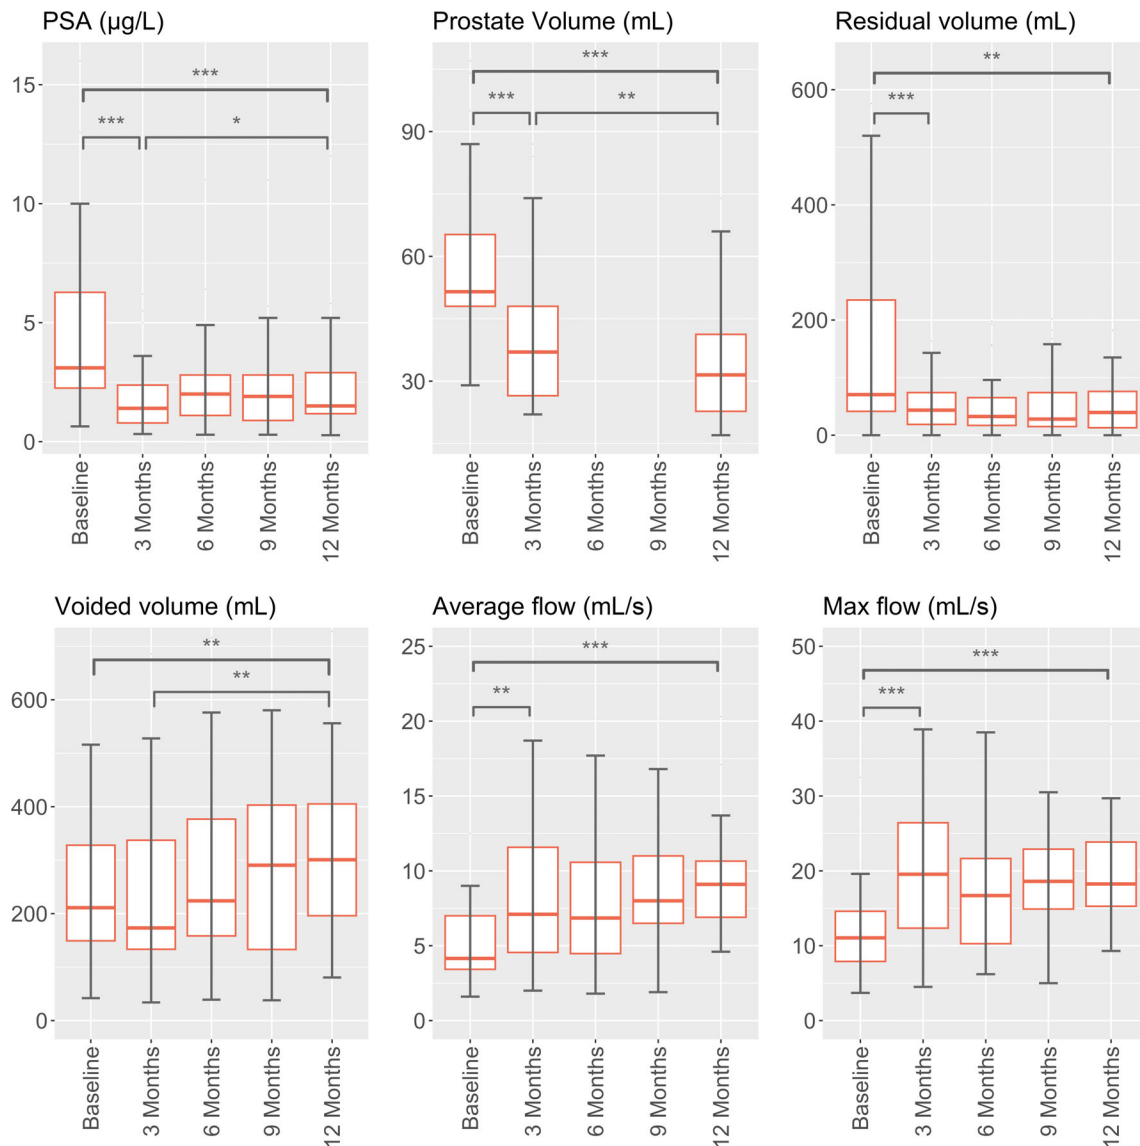 PSA (µg/L)
15
10
5
0
***
***
*
Baseline
3 Months
6 Months
9 Months
12 Months
Prostate Volume (mL)
90
60
30
***
***
**
Baseline
3 Months
6 Months
9 Months
12 Months
Residual volume (mL)
600
400
200
0
**
***
Baseline
3 Months
6 Months
9 Months
12 Months
Voided volume (mL)
600
400
200
0
**
**
Baseline
3 Months
6 Months
9 Months
12 Months
Average flow (mL/s)
25
20
15
10
5
0
***
**
Baseline
3 Months
6 Months
9 Months
12 Months
Max flow (mL/s)
50
40
30
20
10
0
***
***
Baseline
3 Months
6 Months
9 Months
12 Months